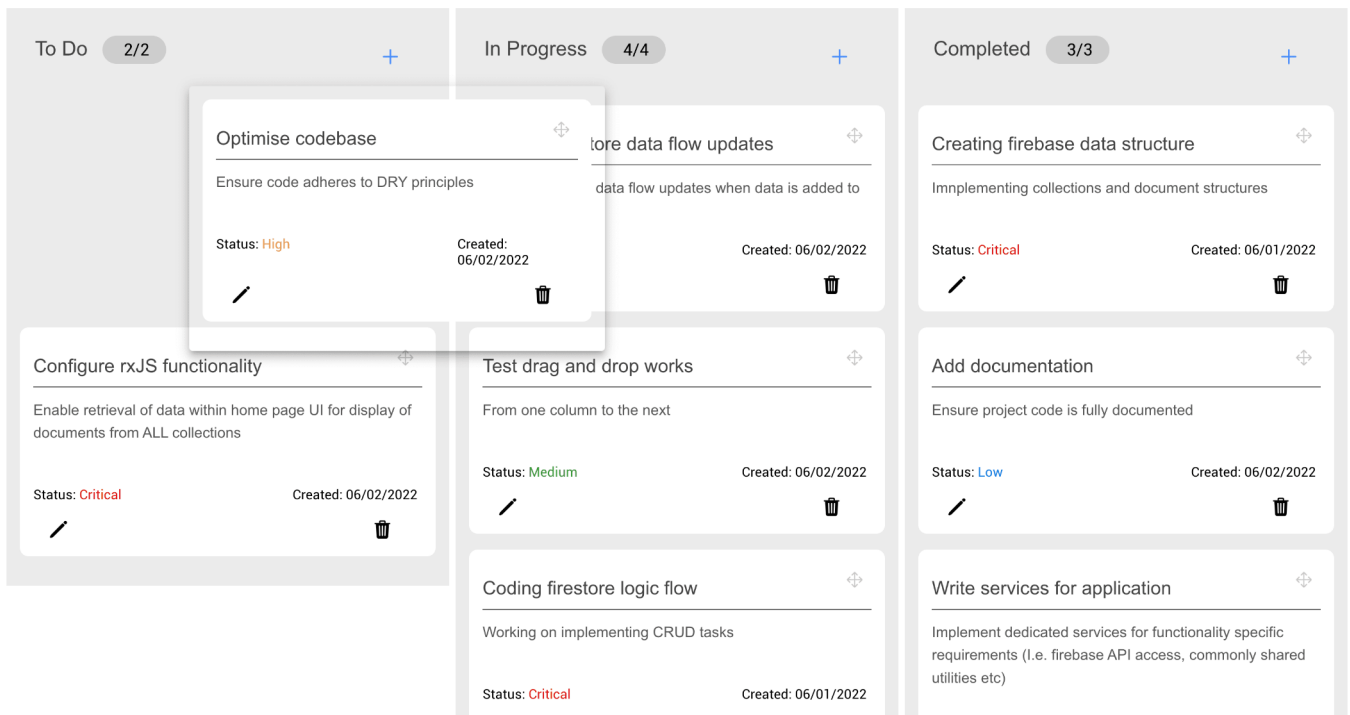 To Do 2/2
Optimise codebase
Ensure code adheres to DRY principles
Status: High
Created:
06/02/2022
Configure rxJS functionality
Enable retrieval of data within home page UI for display of
documents from ALL collections
Status: Critical Created: 06/02/2022
In Progress 4/4
data flow updates
data flow updates when data is added to
Created: 06/02/2022
Test drag and drop works
From one column to the next
Status: Medium Created: 06/02/2022
Coding firestore logic flow
Working on implementing CRUD tasks
Status: Critical Created: 06/01/2022
Completed 3/3
Creating firebase data structure
Imnplementing collections and document structures
Status: Critical Created: 06/01/2022
Add documentation
Ensure project code is fully documented
Status: Low Created: 06/02/2022
Write services for application
Implement dedicated services for functionality specific
requirements (I.e. firebase API access, commonly shared
utilities etc)